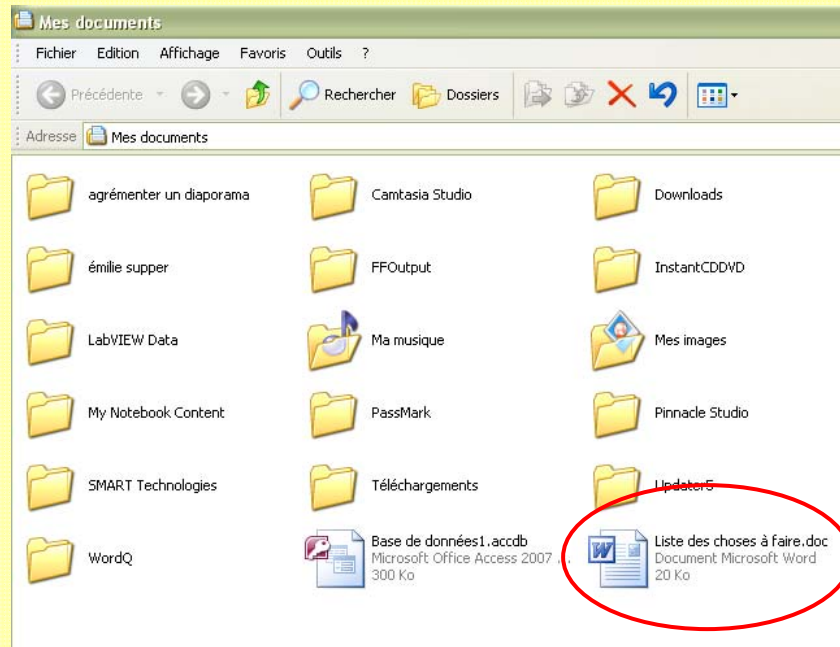 Mes documents
Fichier Edition Affichage Favoris Outils ?
Précédente Rechercher Dossiers
Adresse Mes documents
agrémenter un diaporama Camtasia Studio Downloads
émilie supper FFOutput InstantCDDVD
LabVIEW Data Ma musique Mes images
My Notebook Content PassMark Pinnacle Studio
SMART Technologies Téléchargements Updater5
WordQ
Base de données1.accdb
Microsoft Office Access 2007 ...
300 Ko
Liste des choses à faire.doc
Document Microsoft Word
20 Ko